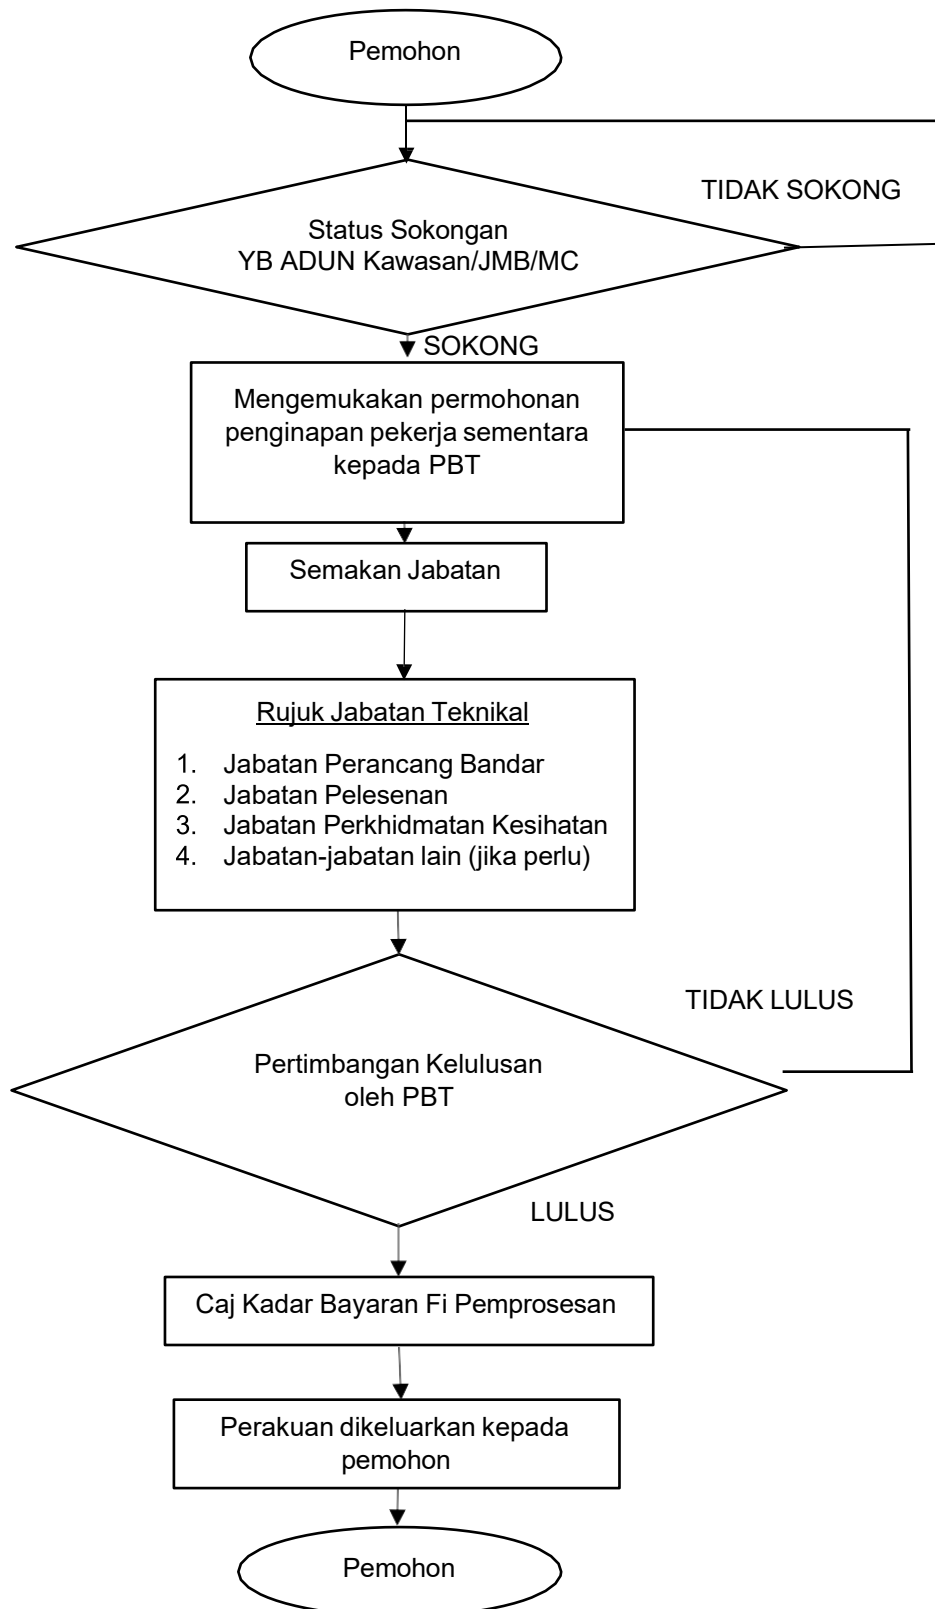 Pemohon
TIDAK SOKONG
Status Sokongan
YB ADUN Kawasan/JMB/MC
SOKONG
Mengemukakan permohonan
penginapan pekerja sementara
kepada PBT
Semakan Jabatan
Rujuk Jabatan Teknikal
1. Jabatan Perancang Bandar
2. Jabatan Pelesenan
3. Jabatan Perkhidmatan Kesihatan
4. Jabatan-jabatan lain (jika perlu)
TIDAK LULUS
Pertimbangan Kelulusan
oleh PBT
LULUS
Caj Kadar Bayaran Fi Pemprosesan
Perakuan dikeluarkan kepada
pemohon
Pemohon